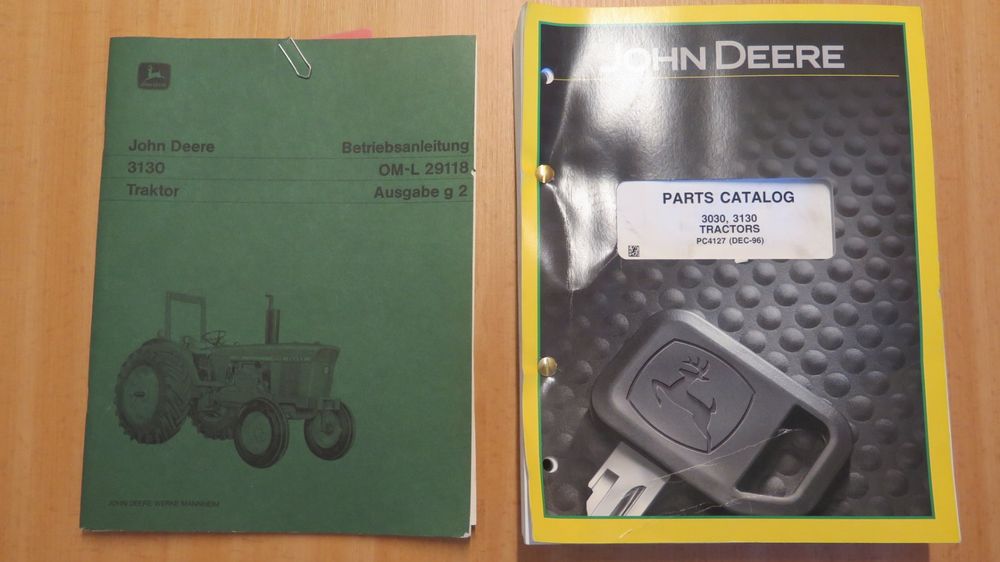 John Deere
3130
Traktor
Betriebsanleitung
OM-L 29118
Ausgabe g 2
JOHN DEERE WERKE MANNHEIM
JOHN DEERE
PARTS CATALOG
3030, 3130
TRACTORS
PC4127 (DEC-96)